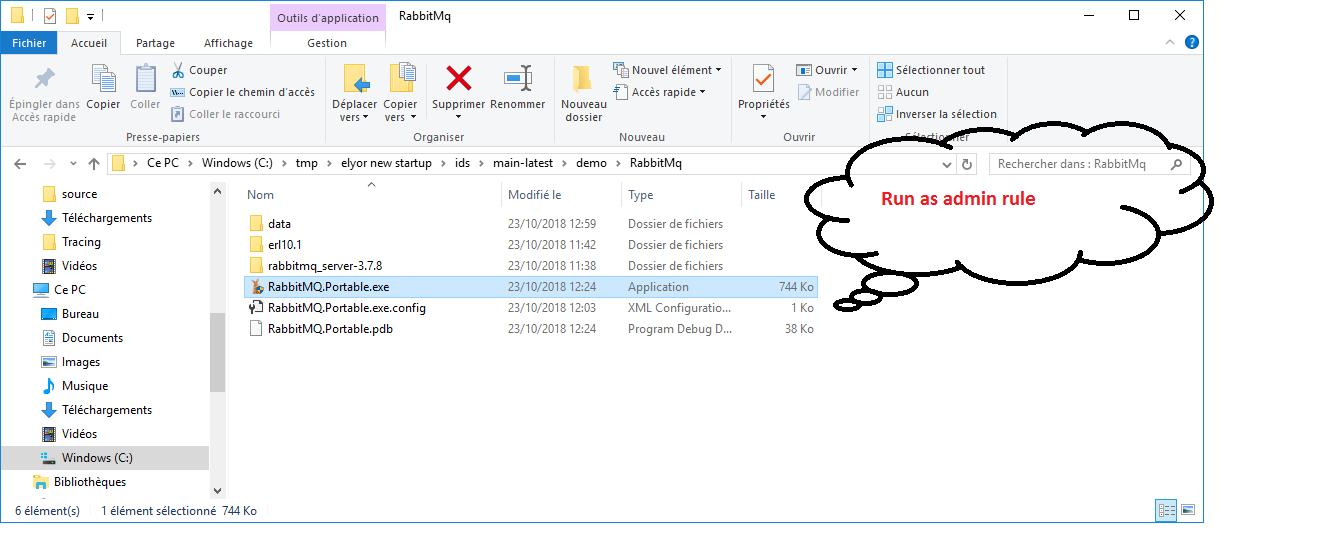 Outils d'application
RabbitMq
Fichier
Accueil
Partage
Affichage
Gestion
Épingler dans
Accès rapide
Copier
Coller
Couper
Copier le chemin d'accès
Coller le raccourci
Presse-papiers
Déplacer
vers
Copier
vers
Supprimer
Renommer
Organiser
Nouveau
dossier
Nouvel élément
Accès rapide
Nouveau
Propriétés
Ouvrir
Modifier
Ouvrir
Sélectionner tout
Aucun
Inverser la sélection
Sélectionner
Ce PC
Windows (C:)
tmp
elyor new startup
ids
main-latest
demo
RabbitMq
Rechercher dans : RabbitMq
Run as admin rule
source
Téléchargements
Tracing
Vidéos
Ce PC
Bureau
Documents
Images
Musique
Téléchargements
Vidéos
Windows (C:)
Bibliothèques
Nom Modifié le Type Taille
data 23/10/2018 12:59 Dossier de fichiers
erl10.1 23/10/2018 11:42 Dossier de fichiers
rabbitmq_server-3.7.8 23/10/2018 11:38 Dossier de fichiers
RabbitMQ.Portable.exe 23/10/2018 12:24 Application 744 Ko
RabbitMQ.Portable.exe.config 23/10/2018 12:03 XML Configuratio... 1 Ko
RabbitMQ.Portable.pdb 23/10/2018 12:24 Program Debug D... 38 Ko
6 élément(s) 1 élément sélectionné 744 Ko